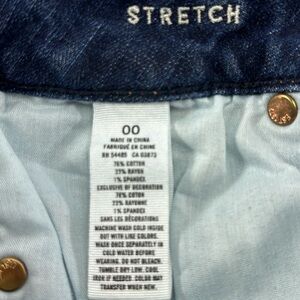 STRETCH
00
MADE IN CHINA
FABRIQUÉ EN CHINE
RN 54485 CA 03872
76% COTTON
23% RAYON
1% SPANDEX
EXCLUSIVE OF DECORATION
76% COTON
23% RAYONNE
1% SPANDEX
SANS LES DÉCORATIONS
MACHINE WASH COLD INSIDE
OUT WITH LIKE COLORS.
WASH ONCE SEPARATELY IN
COLD WATER BEFORE
WEARING. DO NOT BLEACH.
TUMBLE DRY LOW. COOL
IRON IF NEEDED. COLOR MAY
TRANSFER WHEN NEW.